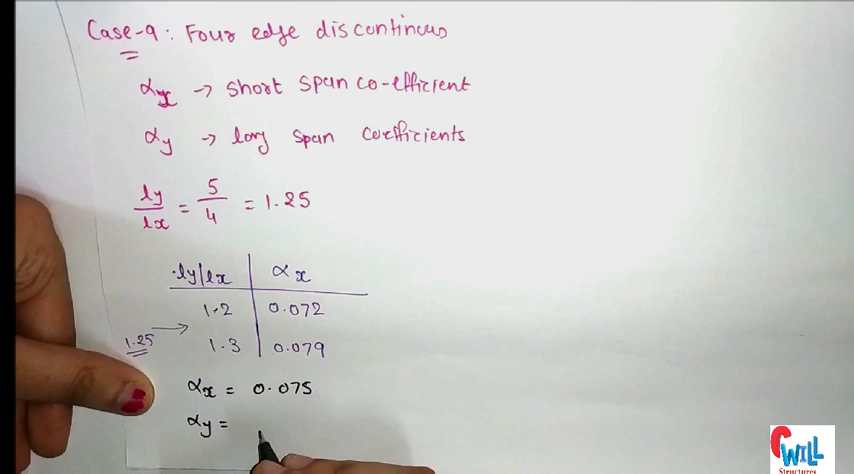 Case-9: Four edge discontinous
αx → short span co-efficient
αy → long span coefficients
ly/lx = 5/4 = 1.25
ly/lx | αx
1.2 | 0.072
1.25 →
1.3 | 0.079
αx = 0.075
αy =
CWILL
Structures